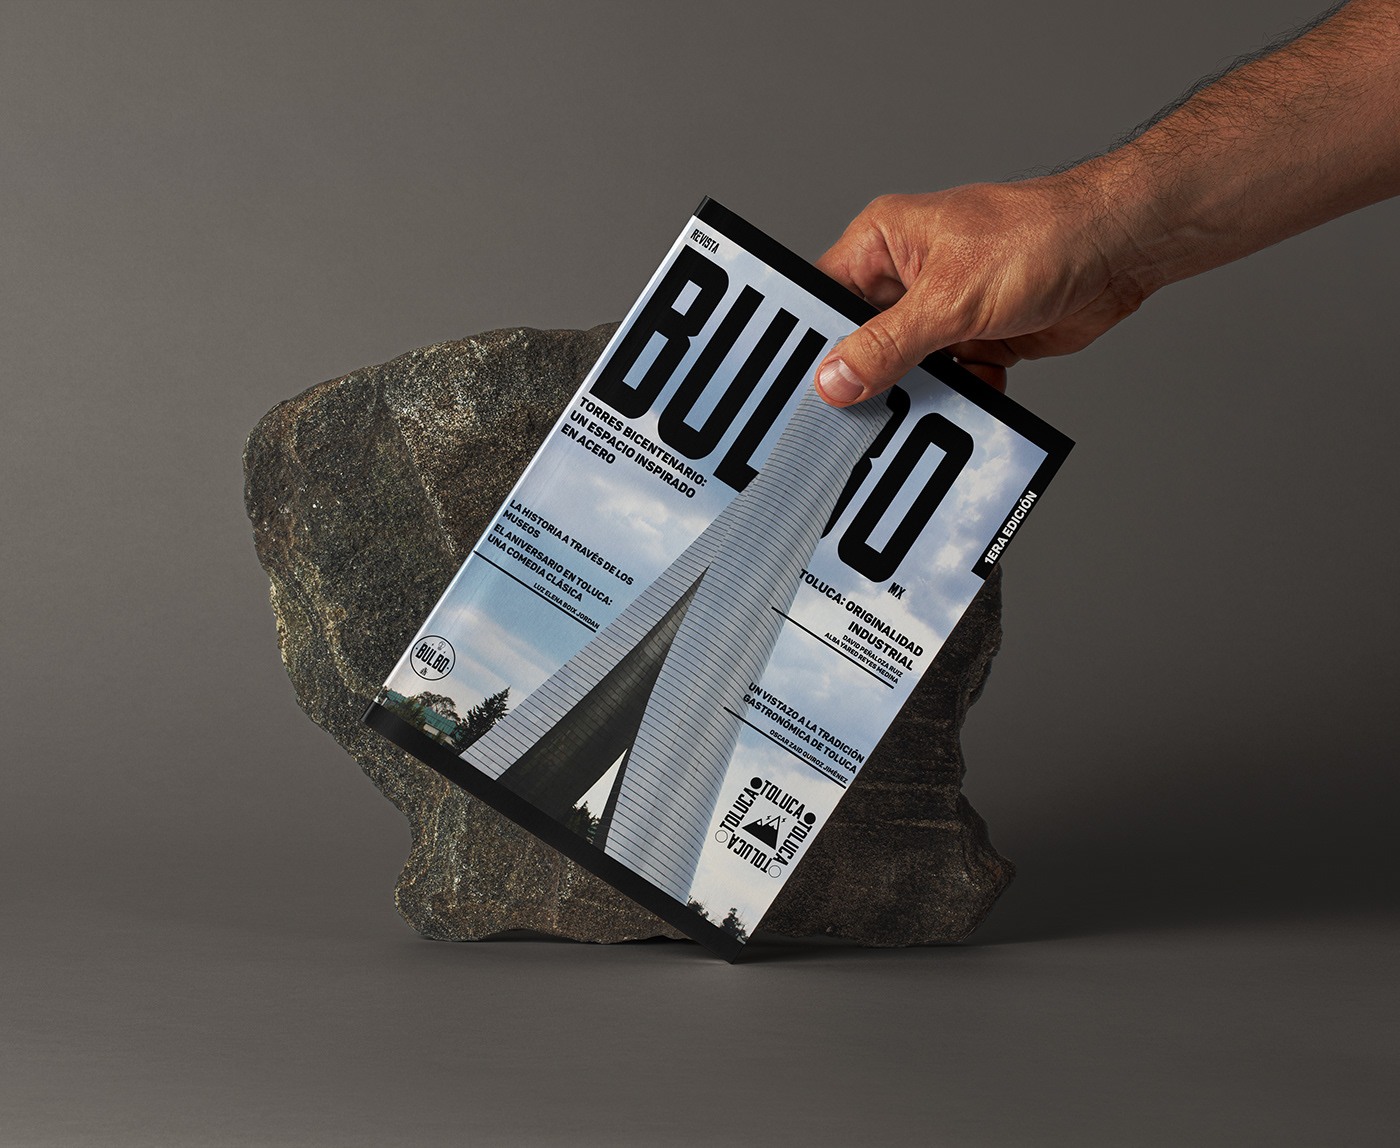 REVISTA
BULBO
MX
1ERA EDICIÓN
TORRES BICENTENARIO:
UN ESPACIO INSPIRADO
EN ACERO
LA HISTORIA A TRAVÉS DE LOS
MUSEOS
EL ANIVERSARIO EN TOLUCA:
UNA COMEDIA CLÁSICA
LUZ ELENA BOIX JORDAN
BULBO
TOLUCA: ORIGINALIDAD
INDUSTRIAL
DAVID PEÑALOZA RUIZ
ALBA YARED REYES MEDINA
UN VISTAZO A LA TRADICIÓN
GASTRONÓMICA DE TOLUCA
OSCAR ZAID QUIROZ JIMÉNEZ
TOLUCA
TOLUCA
TOLUCA
TOLUCA